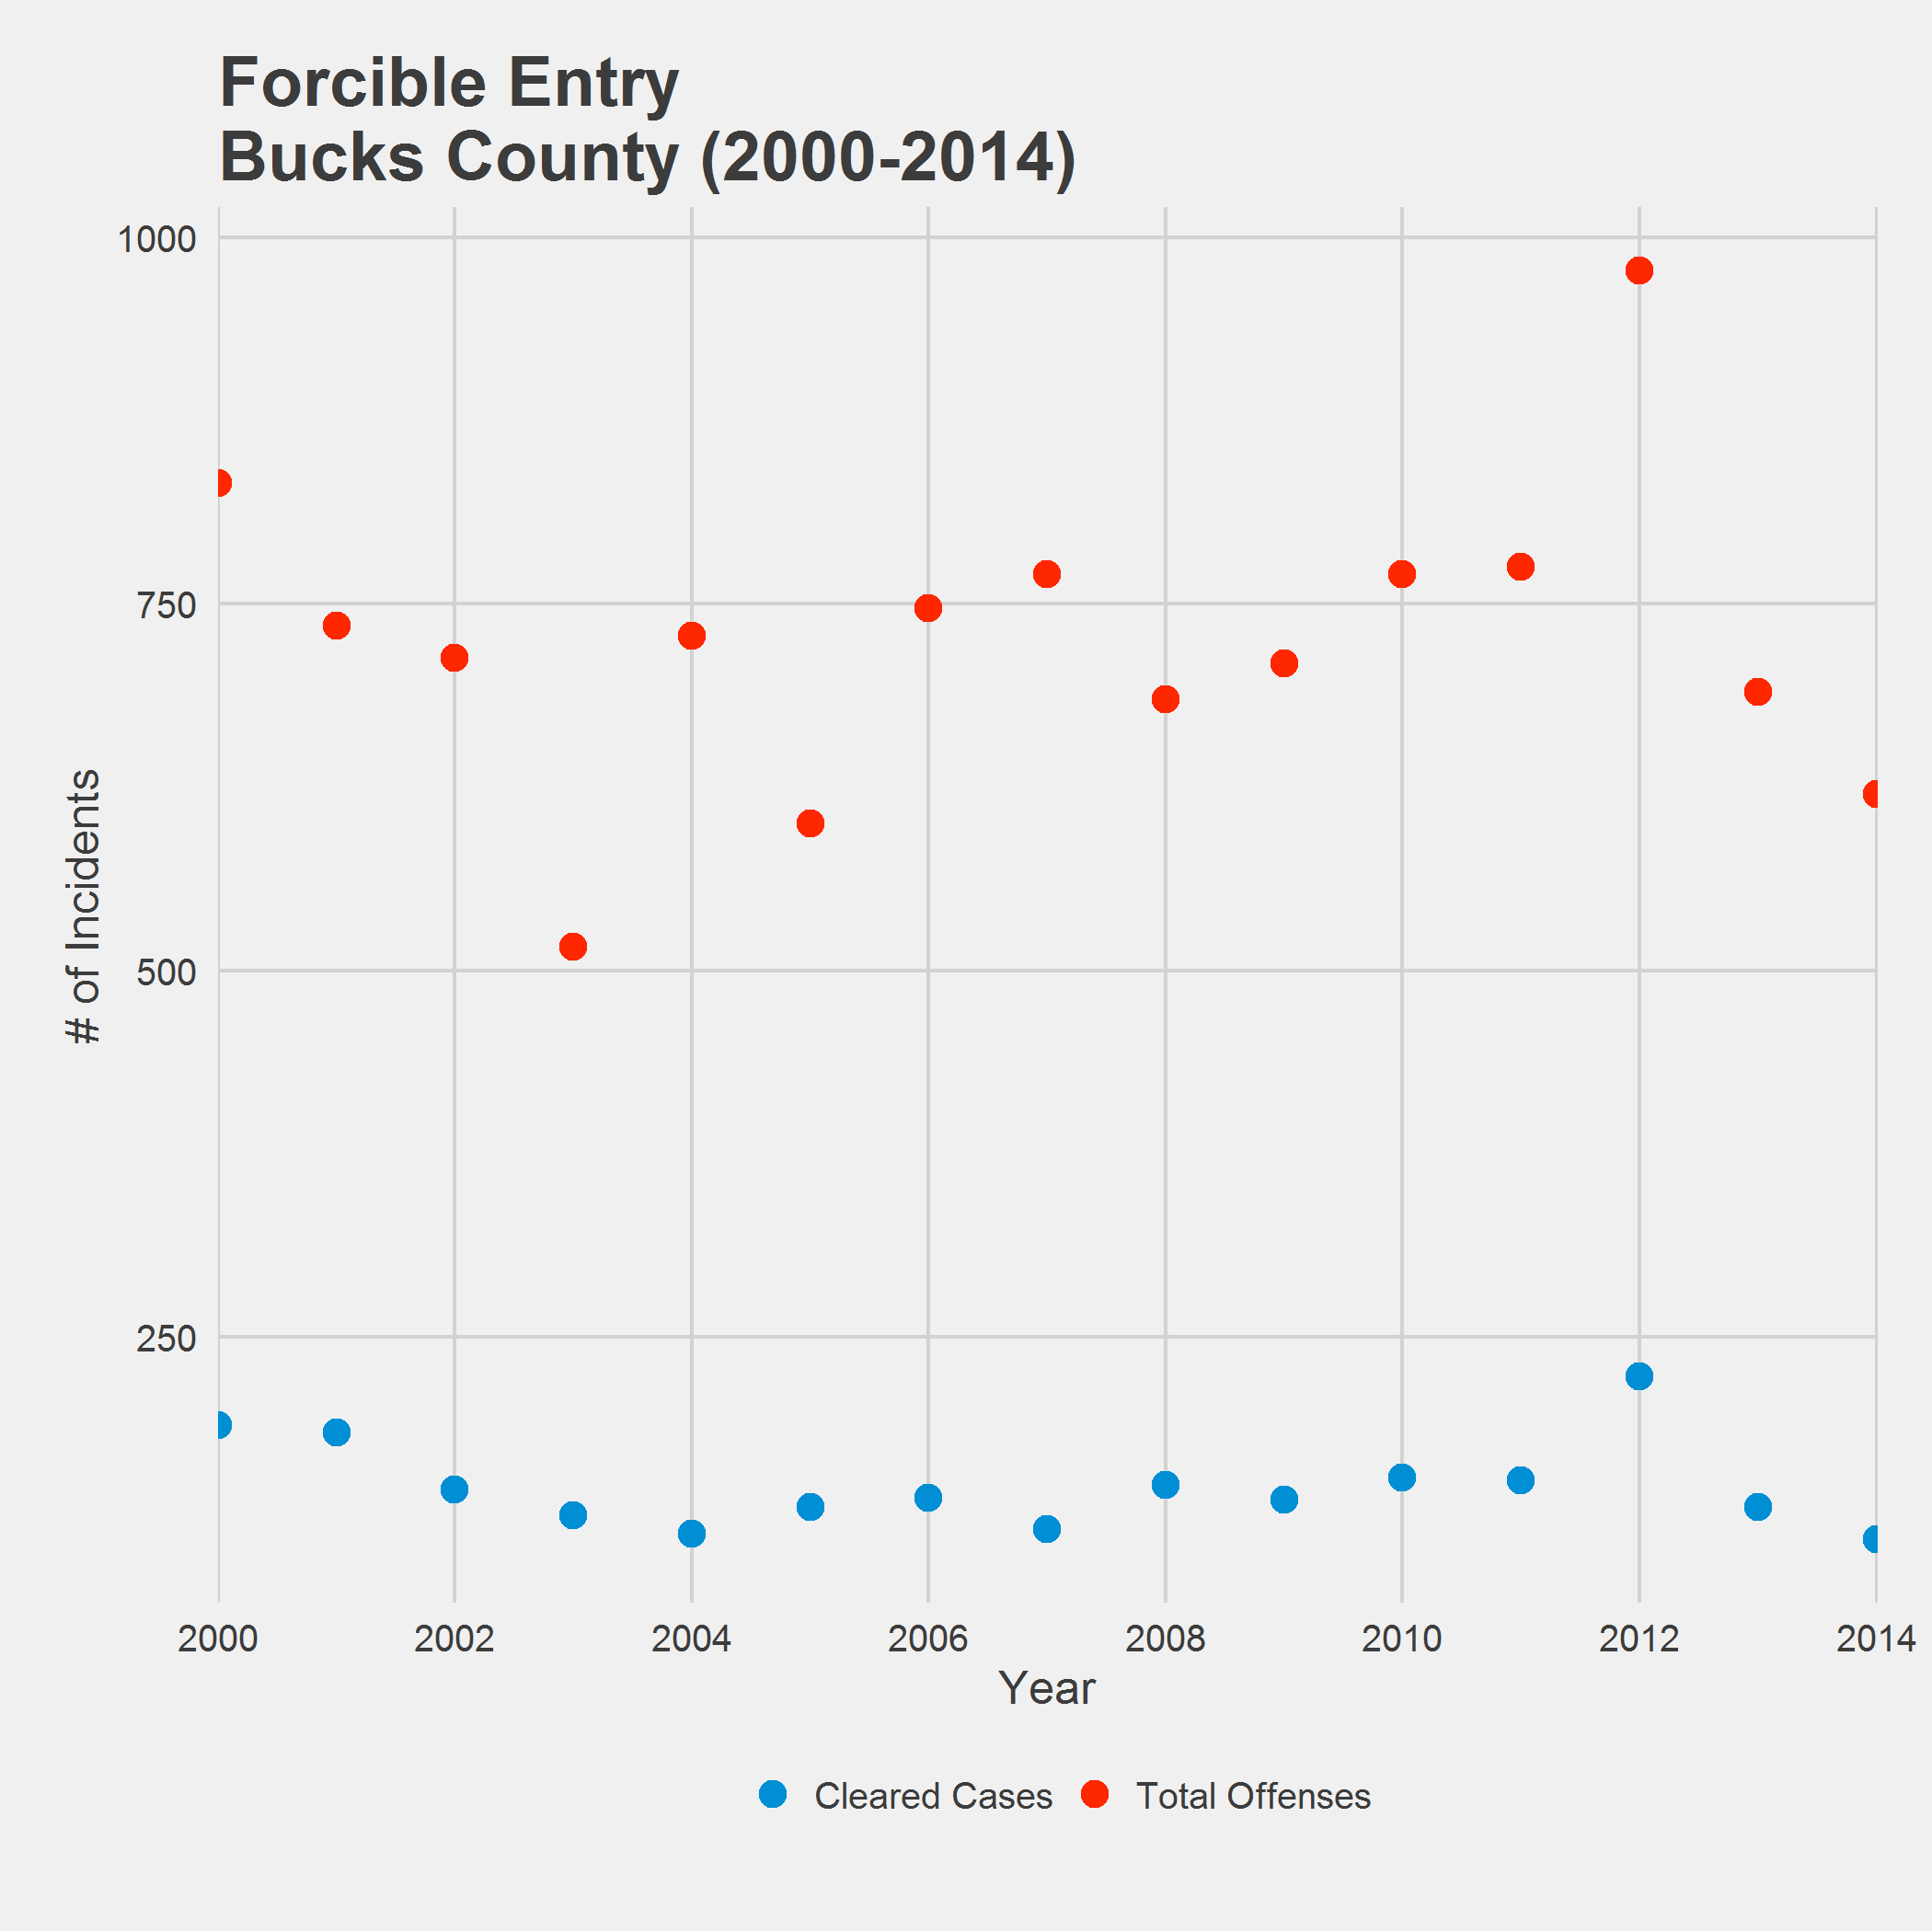 Forcible Entry
Bucks County (2000-2014)
1000
750
500
250
# of Incidents
2000 2002 2004 2006 2008 2010 2012 2014
Year
Cleared Cases Total Offenses